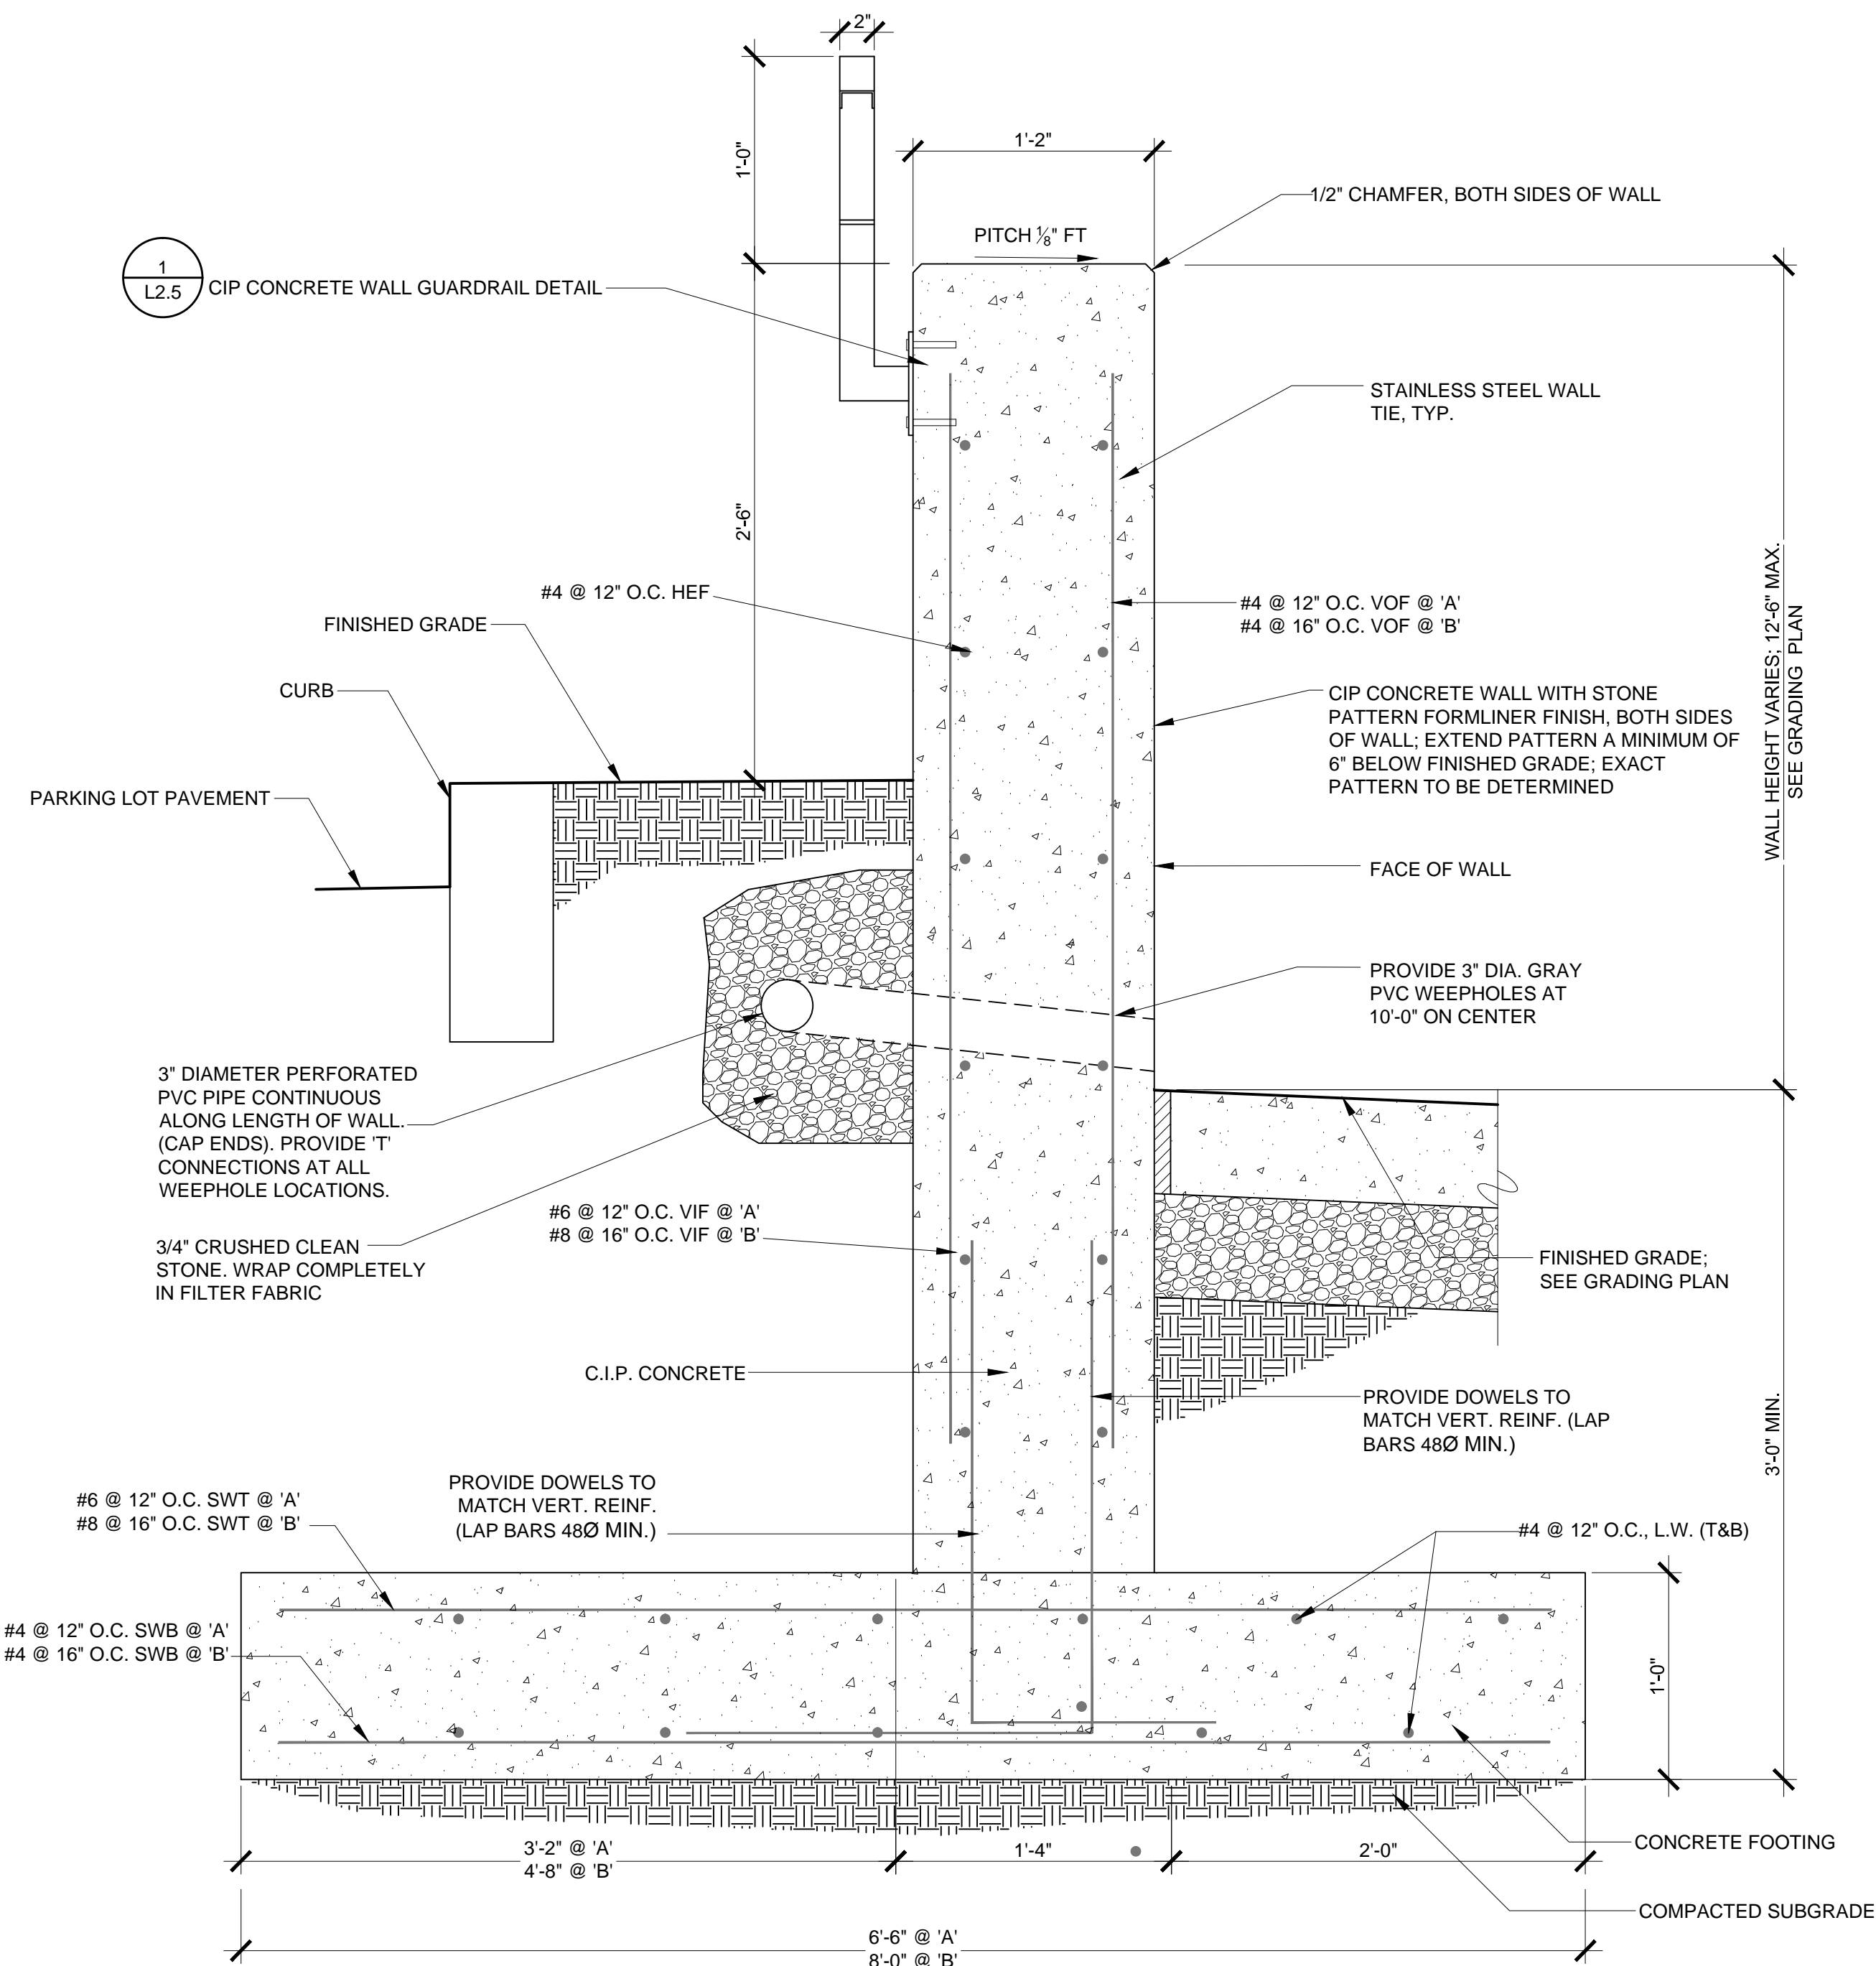 2"
1'-0"
1'-2"
1/2" CHAMFER, BOTH SIDES OF WALL
PITCH ⅛" FT
1
L2.5
CIP CONCRETE WALL GUARDRAIL DETAIL
STAINLESS STEEL WALL
TIE, TYP.
2'-6"
#4 @ 12" O.C. HEF
#4 @ 12" O.C. VOF @ 'A'
#4 @ 16" O.C. VOF @ 'B'
FINISHED GRADE
CURB
PARKING LOT PAVEMENT
CIP CONCRETE WALL WITH STONE
PATTERN FORMLINER FINISH, BOTH SIDES
OF WALL; EXTEND PATTERN A MINIMUM OF
6" BELOW FINISHED GRADE; EXACT
PATTERN TO BE DETERMINED
WALL HEIGHT VARIES; 12'-6" MAX.
SEE GRADING PLAN
FACE OF WALL
PROVIDE 3" DIA. GRAY
PVC WEEPHOLES AT
10'-0" ON CENTER
3" DIAMETER PERFORATED
PVC PIPE CONTINUOUS
ALONG LENGTH OF WALL.
(CAP ENDS). PROVIDE 'T'
CONNECTIONS AT ALL
WEEPHOLE LOCATIONS.
#6 @ 12" O.C. VIF @ 'A'
#8 @ 16" O.C. VIF @ 'B'
3/4" CRUSHED CLEAN
STONE. WRAP COMPLETELY
IN FILTER FABRIC
FINISHED GRADE;
SEE GRADING PLAN
C.I.P. CONCRETE
PROVIDE DOWELS TO
MATCH VERT. REINF. (LAP
BARS 48Ø MIN.)
3'-0" MIN.
PROVIDE DOWELS TO
MATCH VERT. REINF.
(LAP BARS 48Ø MIN.)
#6 @ 12" O.C. SWT @ 'A'
#8 @ 16" O.C. SWT @ 'B'
#4 @ 12" O.C., L.W. (T&B)
#4 @ 12" O.C. SWB @ 'A'
#4 @ 16" O.C. SWB @ 'B'
1'-0"
3'-2" @ 'A'
4'-8" @ 'B'
1'-4"
2'-0"
CONCRETE FOOTING
COMPACTED SUBGRADE
6'-6" @ 'A'
8'-0" @ 'B'